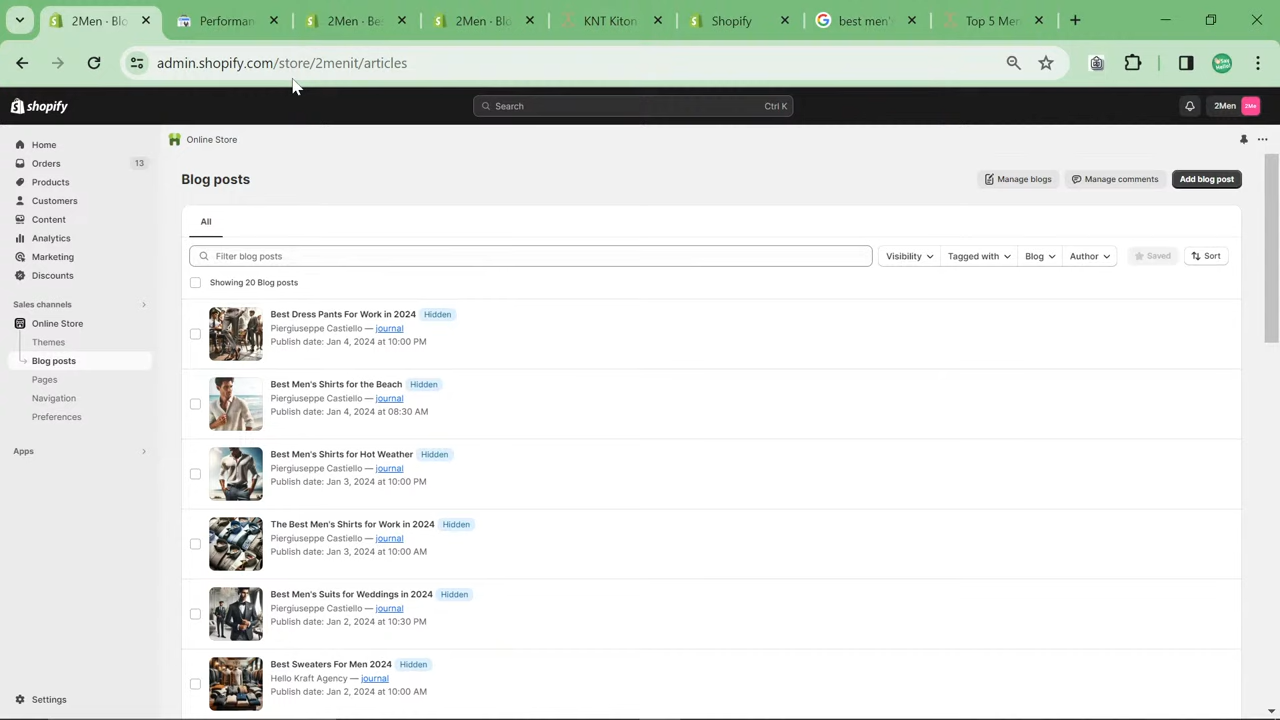 2Men - Blo
Performan
2Men - Bes
2Men - Blo
KNT Kiton
Shopify
best men's
Top 5 Men
admin.shopify.com/store/2menit/articles
Say Hello!
shopify
Search
Ctrl K
2Men
2Me
Home
Orders
13
Products
Customers
Content
Analytics
Marketing
Discounts
Sales channels
Online Store
Themes
Blog posts
Pages
Navigation
Preferences
Apps
Settings
Online Store
Blog posts
Manage blogs
Manage comments
Add blog post
All
Filter blog posts
Visibility
Tagged with
Blog
Author
Saved
Sort
Showing 20 Blog posts
Best Dress Pants For Work in 2024 Hidden
Piergiuseppe Castiello — journal
Publish date: Jan 4, 2024 at 10:00 PM
Best Men's Shirts for the Beach Hidden
Piergiuseppe Castiello — journal
Publish date: Jan 4, 2024 at 08:30 AM
Best Men's Shirts for Hot Weather Hidden
Piergiuseppe Castiello — journal
Publish date: Jan 3, 2024 at 10:00 PM
The Best Men's Shirts for Work in 2024 Hidden
Piergiuseppe Castiello — journal
Publish date: Jan 3, 2024 at 10:00 AM
Best Men's Suits for Weddings in 2024 Hidden
Piergiuseppe Castiello — journal
Publish date: Jan 2, 2024 at 10:30 PM
Best Sweaters For Men 2024 Hidden
Hello Kraft Agency — journal
Publish date: Jan 2, 2024 at 10:00 AM